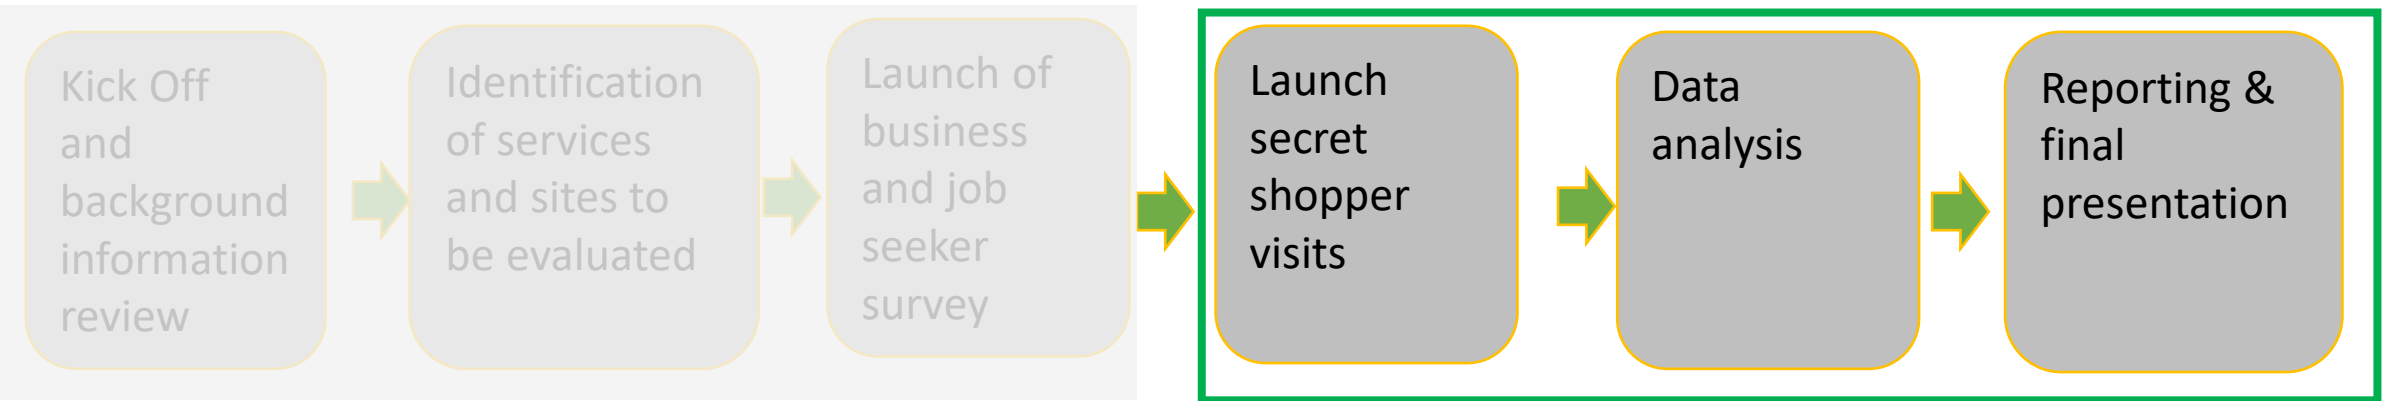 Kick Off
and
background
information
review
Identification
of services
and sites to
be evaluated
Launch of
business
and job
seeker
survey
Launch
secret
shopper
visits
Data
analysis
Reporting &
final
presentation